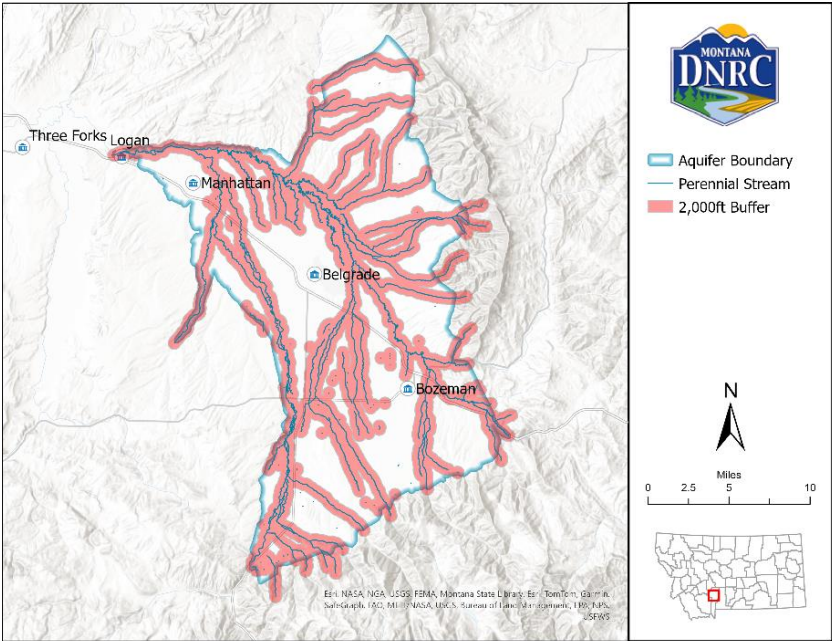 Three Forks
Logan
Manhattan
Belgrade
Bozeman
Esri, NASA, NGA, USGS, FEMA, Montana State Library, Esri, TomTom, Garmin,
SafeGraph, FAO, METI/NASA, USGS, Bureau of Land Management, EPA, NPS,
USFWS
MONTANA
DNRC
Aquifer Boundary
Perennial Stream
2,000ft Buffer
N
Miles
0 2.5 5 10